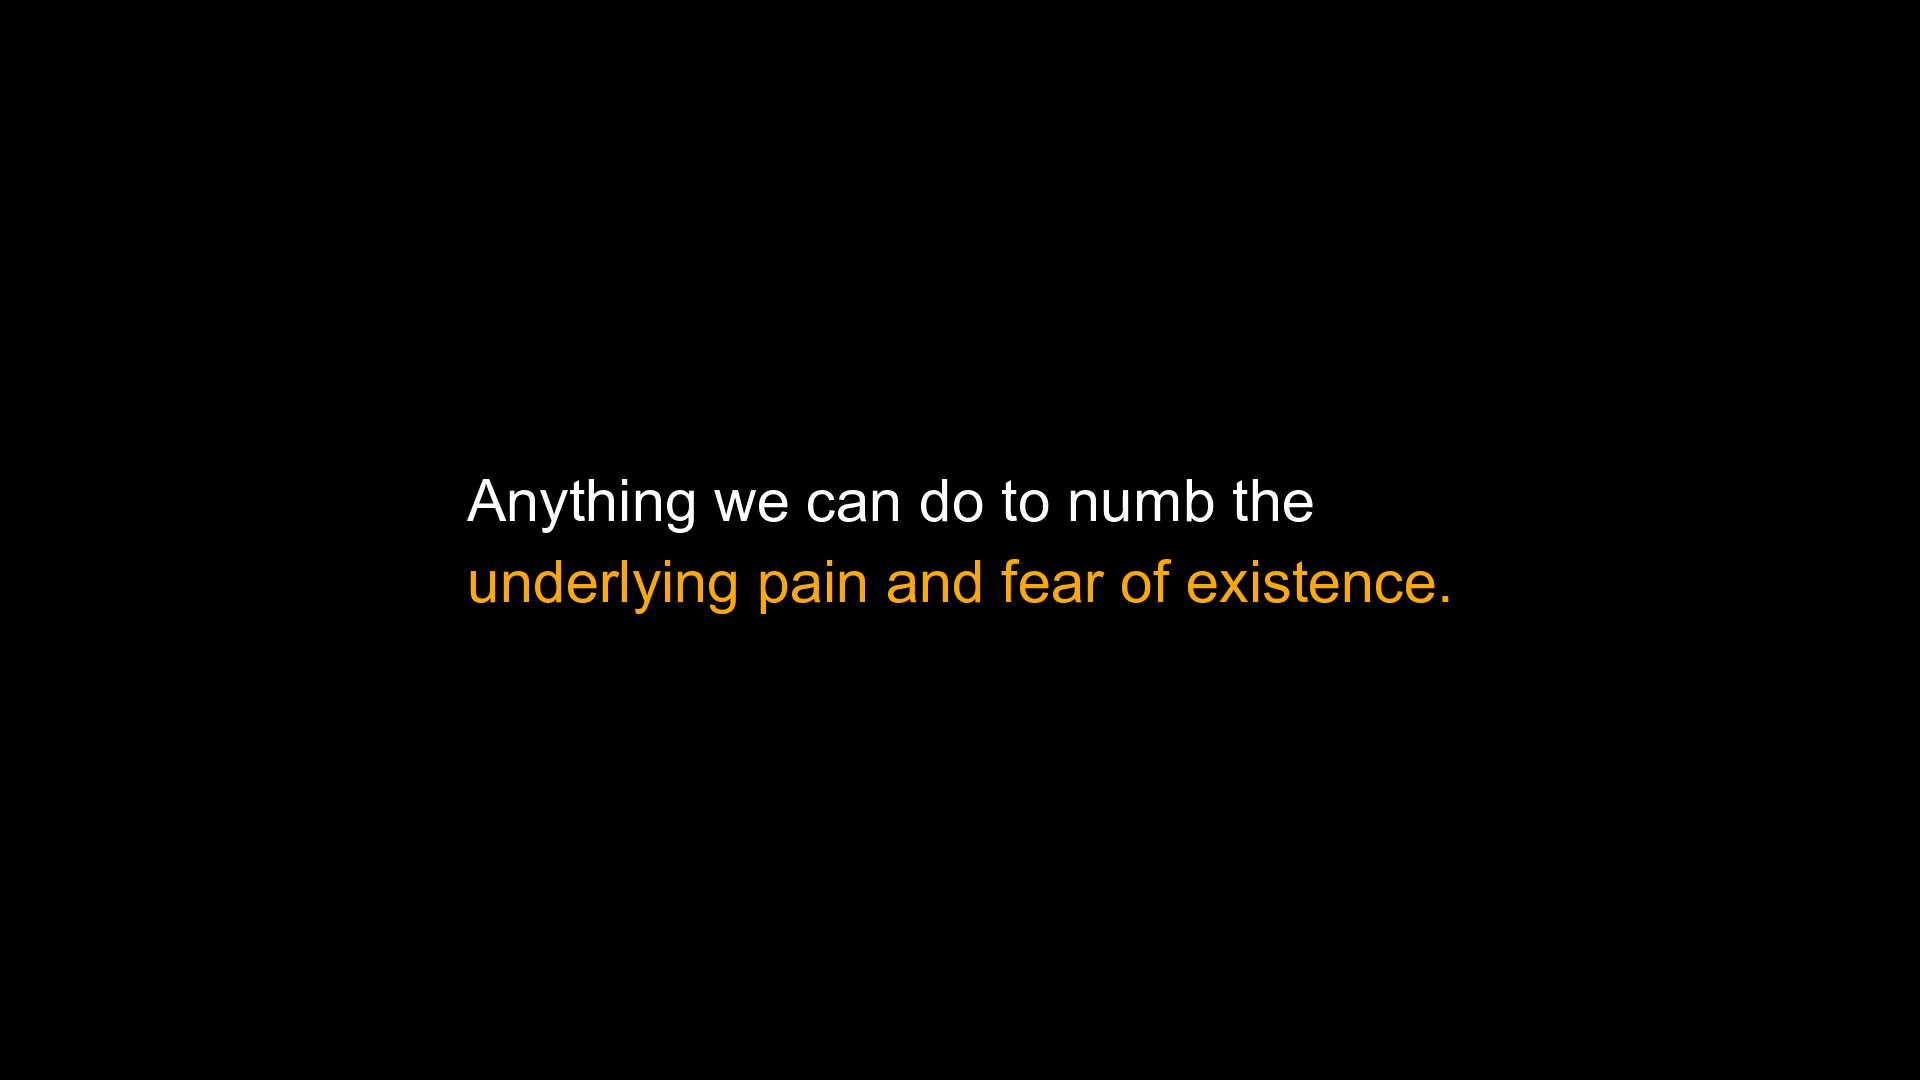 Anything we can do to numb the
underlying pain and fear of existence.